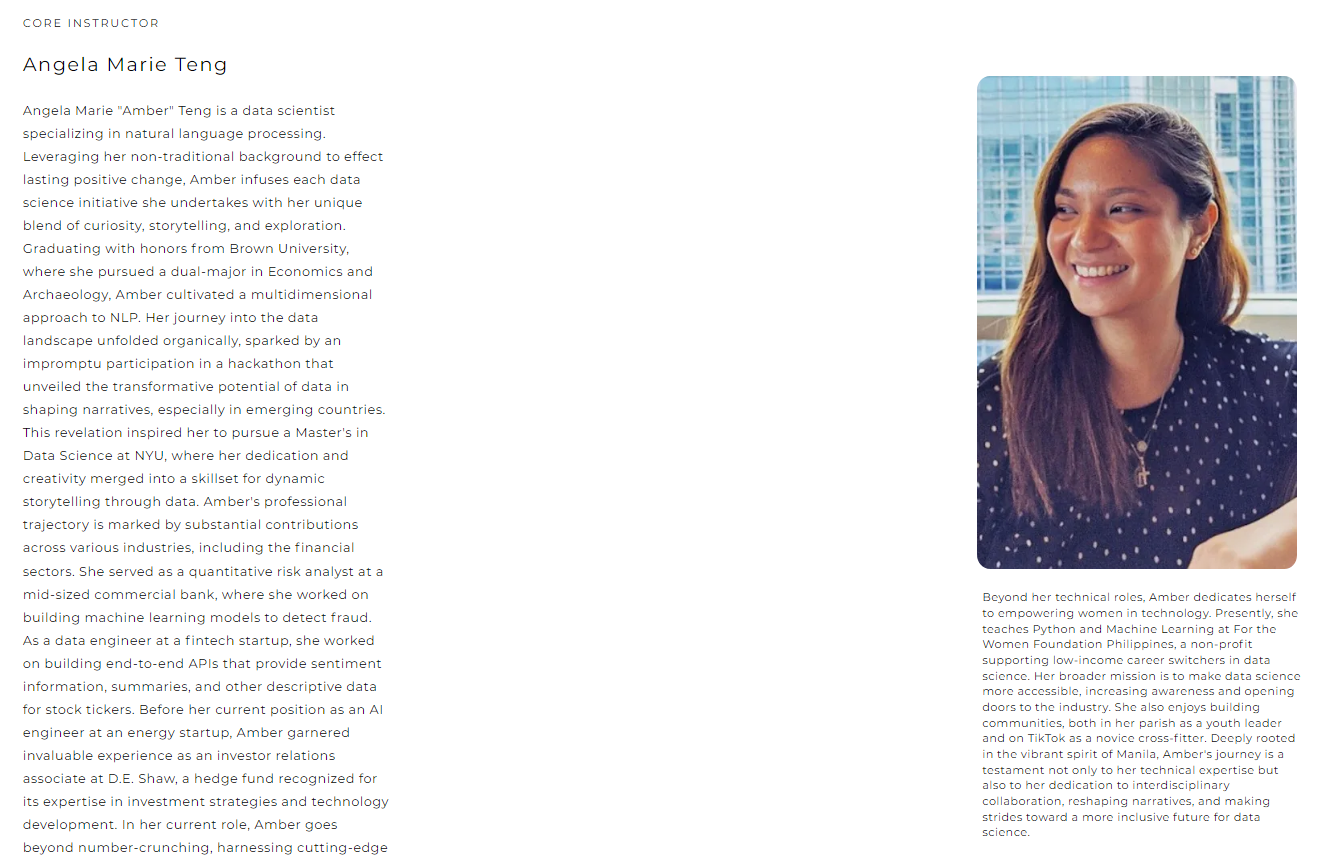 CORE INSTRUCTOR
Angela Marie Teng
Angela Marie "Amber" Teng is a data scientist
specializing in natural language processing.
Leveraging her non-traditional background to effect
lasting positive change, Amber infuses each data
science initiative she undertakes with her unique
blend of curiosity, storytelling, and exploration.
Graduating with honors from Brown University,
where she pursued a dual-major in Economics and
Archaeology, Amber cultivated a multidimensional
approach to NLP. Her journey into the data
landscape unfolded organically, sparked by an
impromptu participation in a hackathon that
unveiled the transformative potential of data in
shaping narratives, especially in emerging countries.
This revelation inspired her to pursue a Master's in
Data Science at NYU, where her dedication and
creativity merged into a skillset for dynamic
storytelling through data. Amber's professional
trajectory is marked by substantial contributions
across various industries, including the financial
sectors. She served as a quantitative risk analyst at a
mid-sized commercial bank, where she worked on
building machine learning models to detect fraud.
As a data engineer at a fintech startup, she worked
on building end-to-end APIs that provide sentiment
information, summaries, and other descriptive data
for stock tickers. Before her current position as an AI
engineer at an energy startup, Amber garnered
invaluable experience as an investor relations
associate at D.E. Shaw, a hedge fund recognized for
its expertise in investment strategies and technology
development. In her current role, Amber goes
beyond number-crunching, harnessing cutting-edge
Beyond her technical roles, Amber dedicates herself
to empowering women in technology. Presently, she
teaches Python and Machine Learning at For the
Women Foundation Philippines, a non-profit
supporting low-income career switchers in data
science. Her broader mission is to make data science
more accessible, increasing awareness and opening
doors to the industry. She also enjoys building
communities, both in her parish as a youth leader
and on TikTok as a novice cross-fitter. Deeply rooted
in the vibrant spirit of Manila, Amber's journey is a
testament not only to her technical expertise but
also to her dedication to interdisciplinary
collaboration, reshaping narratives, and making
strides toward a more inclusive future for data
science.